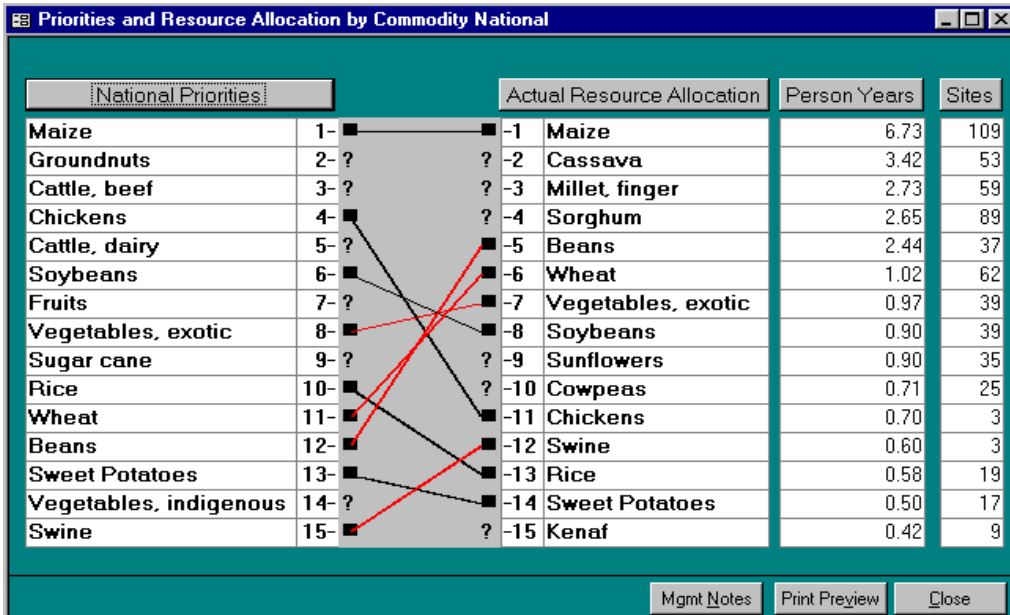 Priorities and Resource Allocation by Commodity National
National Priorities Actual Resource Allocation Person Years Sites
Maize 1- -1 Maize 6.73 109
Groundnuts 2- ? ? -2 Cassava 3.42 53
Cattle, beef 3- ? ? -3 Millet, finger 2.73 59
Chickens 4- ? -4 Sorghum 2.65 89
Cattle, dairy 5- ? -5 Beans 2.44 37
Soybeans 6- -6 Wheat 1.02 62
Fruits 7- ? -7 Vegetables, exotic 0.97 39
Vegetables, exotic 8- -8 Soybeans 0.90 39
Sugar cane 9- ? ? -9 Sunflowers 0.90 35
Rice 10- ? -10 Cowpeas 0.71 25
Wheat 11- -11 Chickens 0.70 3
Beans 12- -12 Swine 0.60 3
Sweet Potatoes 13- -13 Rice 0.58 19
Vegetables, indigenous 14- ? -14 Sweet Potatoes 0.50 17
Swine 15- ? -15 Kenaf 0.42 9
Mgmt Notes Print Preview Close